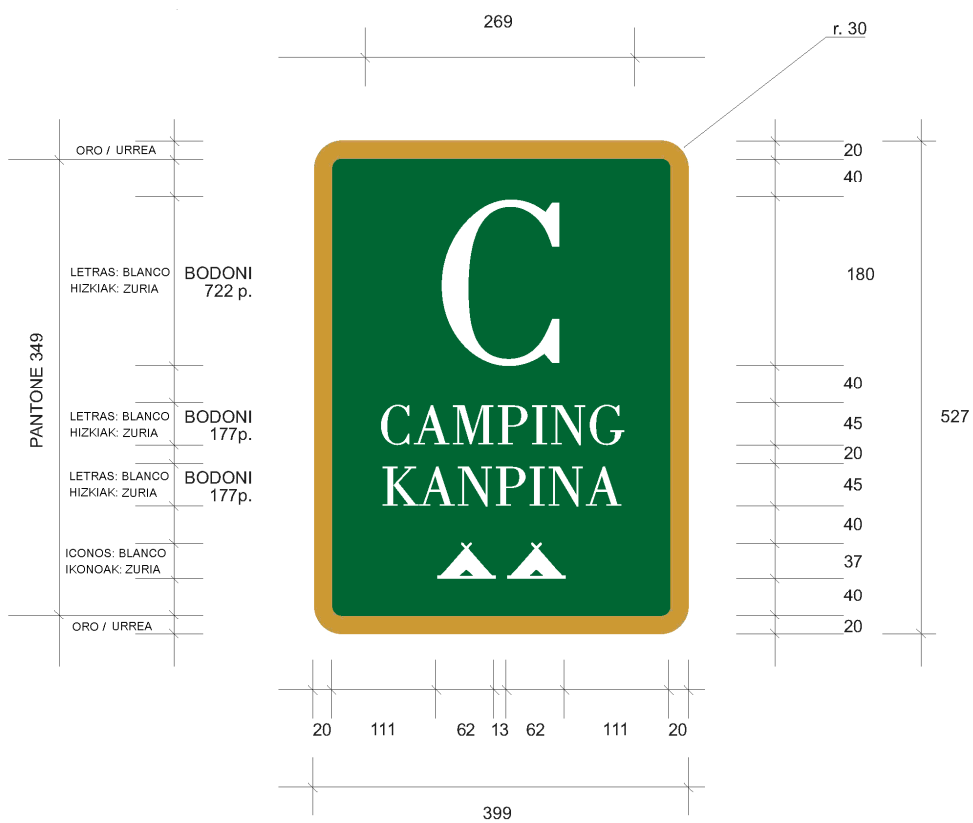 269
r. 30
ORO / URREA
20
40
LETRAS: BLANCO
HIZKIAK: ZURIA
BODONI
722 p.
C
180
PANTONE 349
40
LETRAS: BLANCO
HIZKIAK: ZURIA
BODONI
177p.
CAMPING
45
527
20
LETRAS: BLANCO
HIZKIAK: ZURIA
BODONI
177p.
KANPINA
45
40
ICONOS: BLANCO
IKONOAK: ZURIA
37
40
ORO / URREA
20
20 111 62 13 62 111 20
399